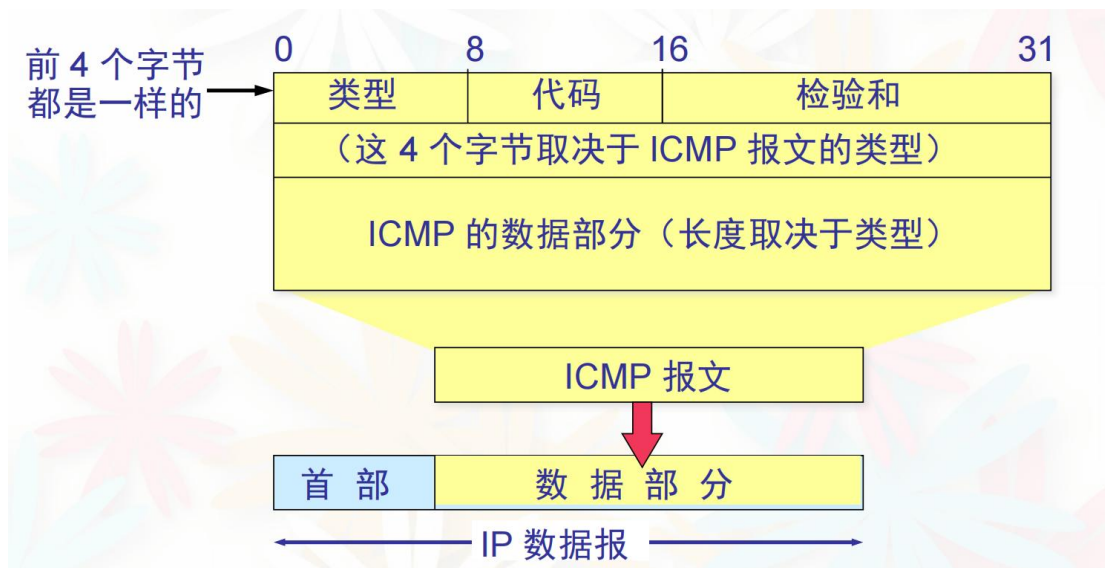 0 8 16 31
前 4 个字节
都是一样的
类型 代码 检验和
（这 4 个字节取决于 ICMP 报文的类型）
ICMP 的数据部分（长度取决于类型）
ICMP 报文
首 部 数 据 部 分
IP 数据报